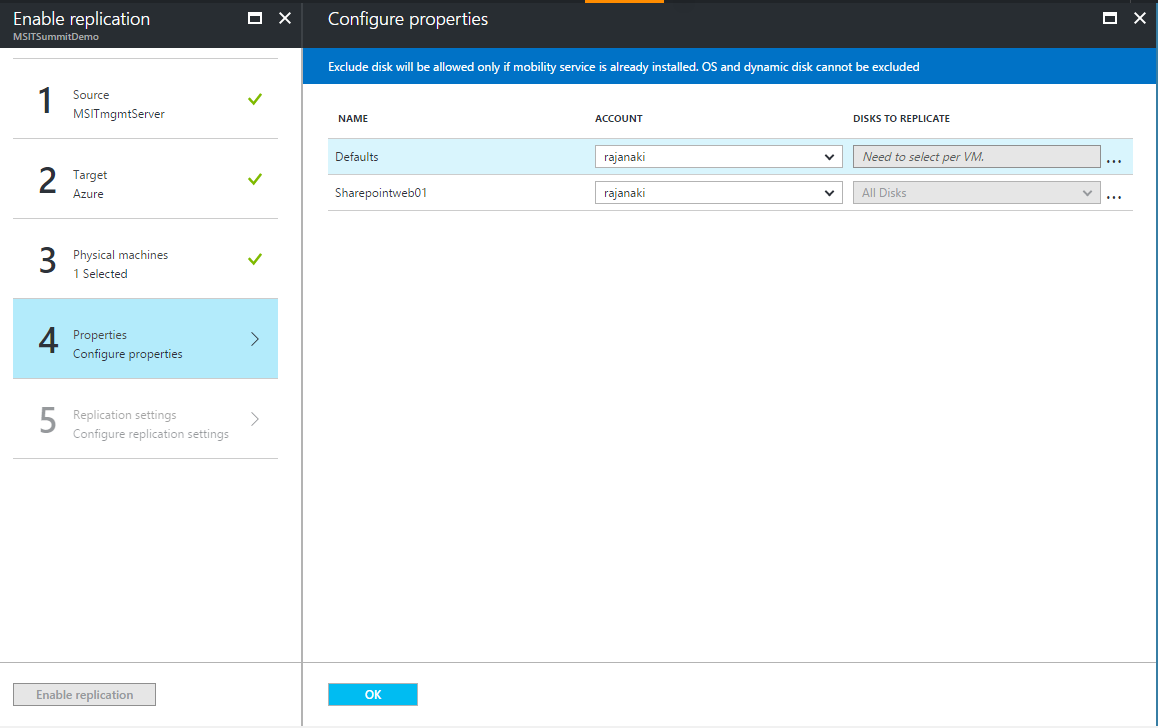 Enable replication
MSITSummitDemo
1
Source
MSITmgmtServer
2
Target
Azure
3
Physical machines
1 Selected
4
Properties
Configure properties
5
Replication settings
Configure replication settings
Enable replication
Configure properties
Exclude disk will be allowed only if mobility service is already installed. OS and dynamic disk cannot be excluded
NAME ACCOUNT DISKS TO REPLICATE
Defaults rajanaki Need to select per VM. ...
Sharepointweb01 rajanaki All Disks ...
OK